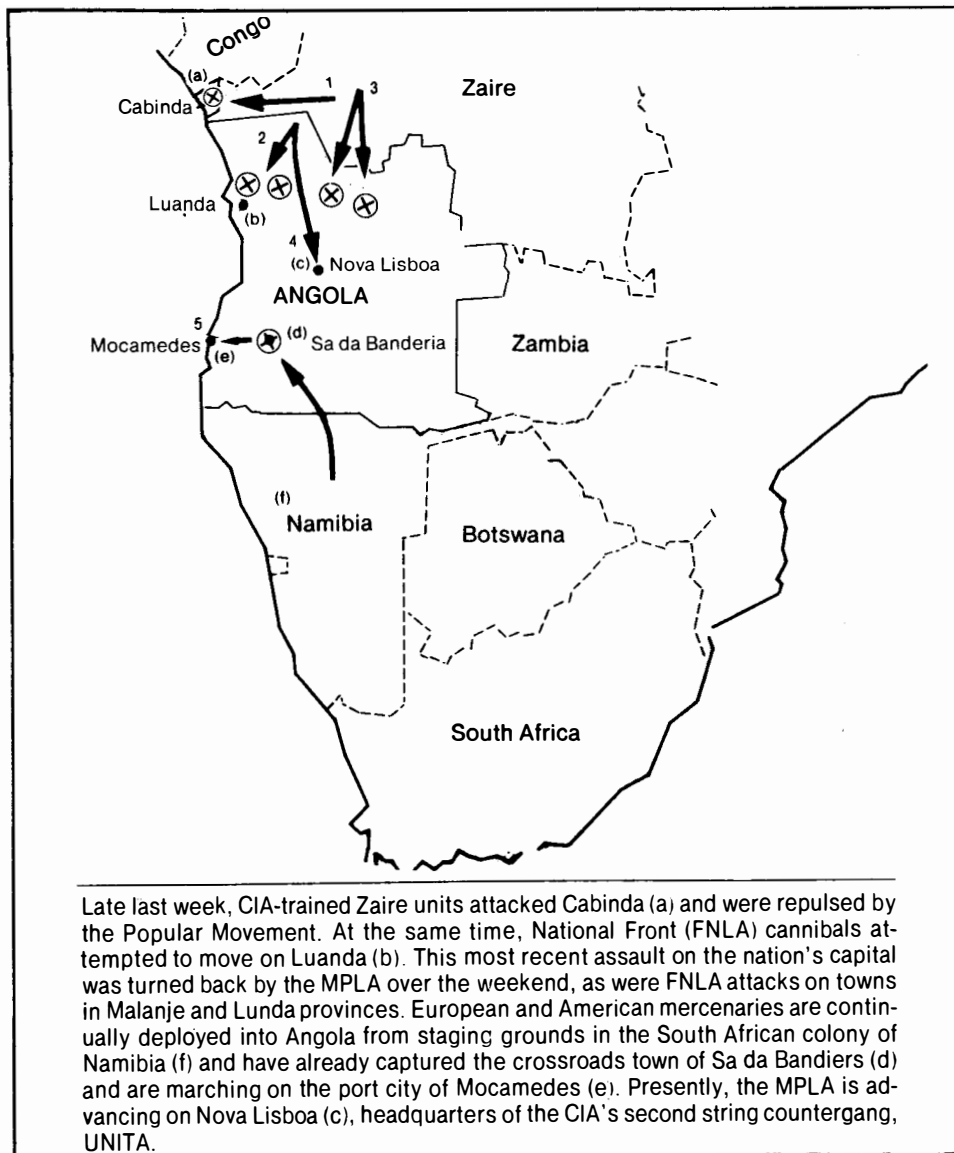 Congo
(a)
1
3
Zaire
Cabinda
2
Luanda
(b)
4
(c)
Nova Lisboa
ANGOLA
5
(d)
Mocamedes
(e)
Sa da Banderia
Zambia
(f)
Namibia
Botswana
South Africa
Late last week, CIA-trained Zaire units attacked Cabinda (a) and were repulsed by
the Popular Movement. At the same time, National Front (FNLA) cannibals at-
tempted to move on Luanda (b). This most recent assault on the nation's capital
was turned back by the MPLA over the weekend, as were FNLA attacks on towns
in Malanje and Lunda provinces. European and American mercenaries are contin-
ually deployed into Angola from staging grounds in the South African colony of
Namibia (f) and have already captured the crossroads town of Sa da Bandiers (d)
and are marching on the port city of Mocamedes (e). Presently, the MPLA is ad-
vancing on Nova Lisboa (c), headquarters of the CIA's second string countergang,
UNITA.